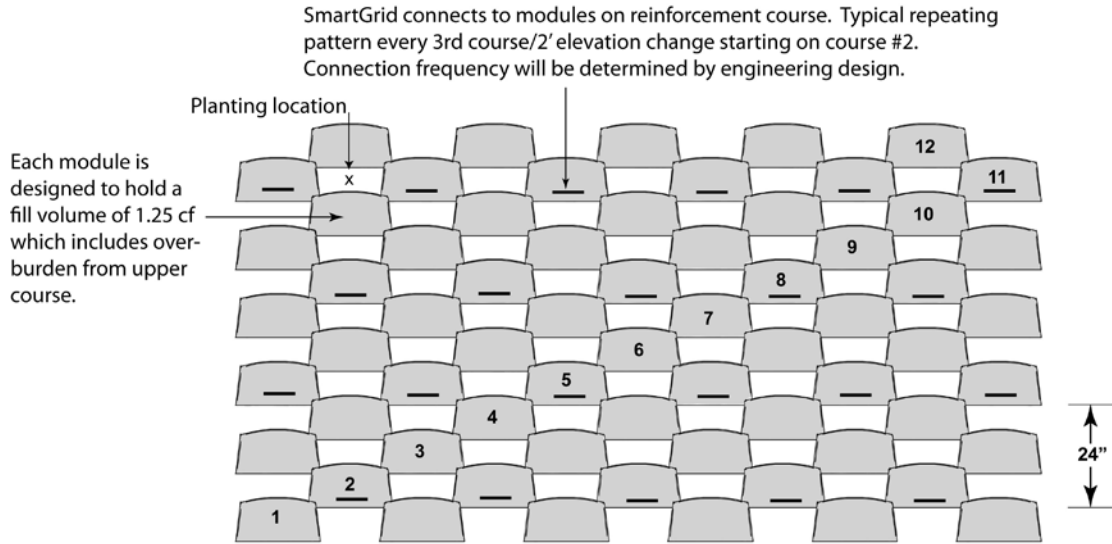 SmartGrid connects to modules on reinforcement course. Typical repeating
pattern every 3rd course/2' elevation change starting on course #2.
Connection frequency will be determined by engineering design.
Planting location
Each module is
designed to hold a
fill volume of 1.25 cf
which includes over-
burden from upper
course.
x
12
11
10
9
8
7
6
5
4
3
2
1
24"